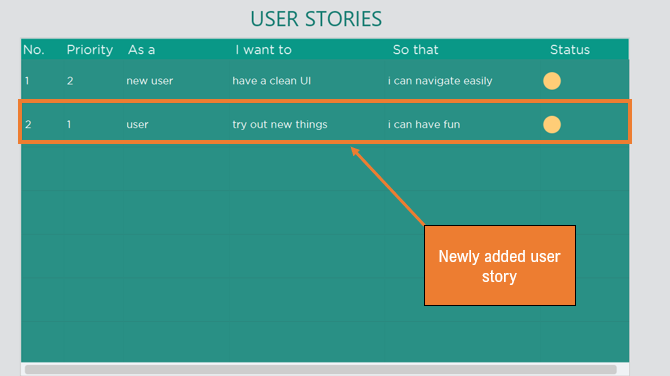 USER STORIES
No. Priority As a I want to So that Status
1 2 new user have a clean UI i can navigate easily
2 1 user try out new things i can have fun
Newly added user
story